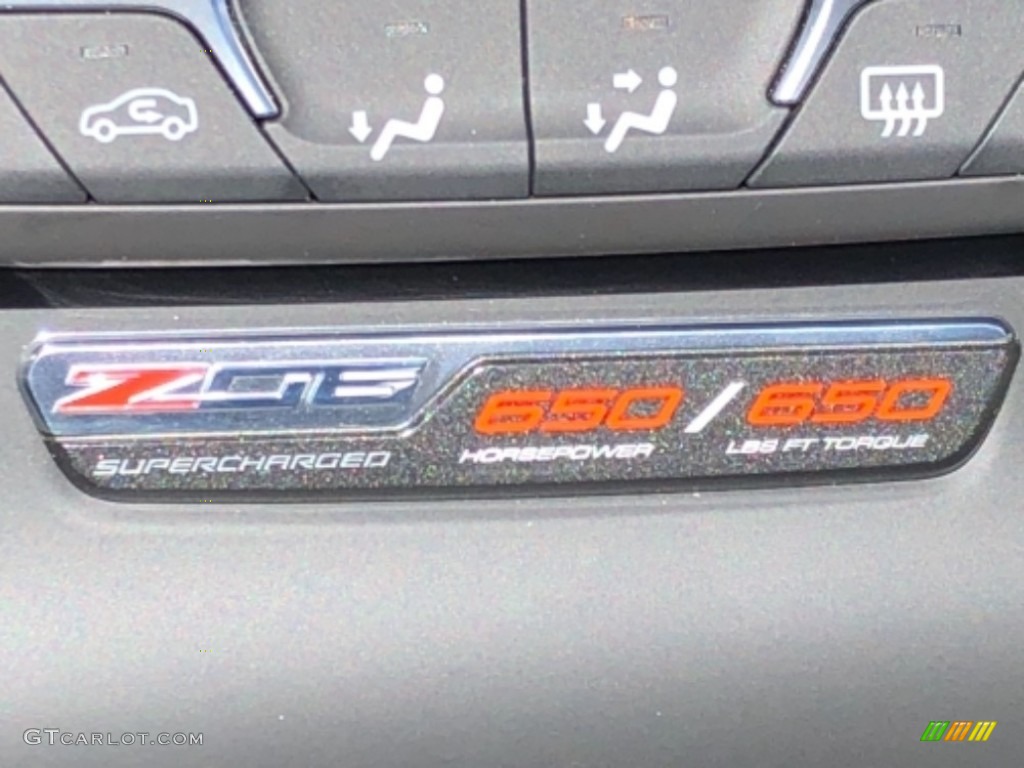 Z06
650 / 650
HORSEPOWER LBS FT TORQUE
SUPERCHARGED
GTCARLOT.COM